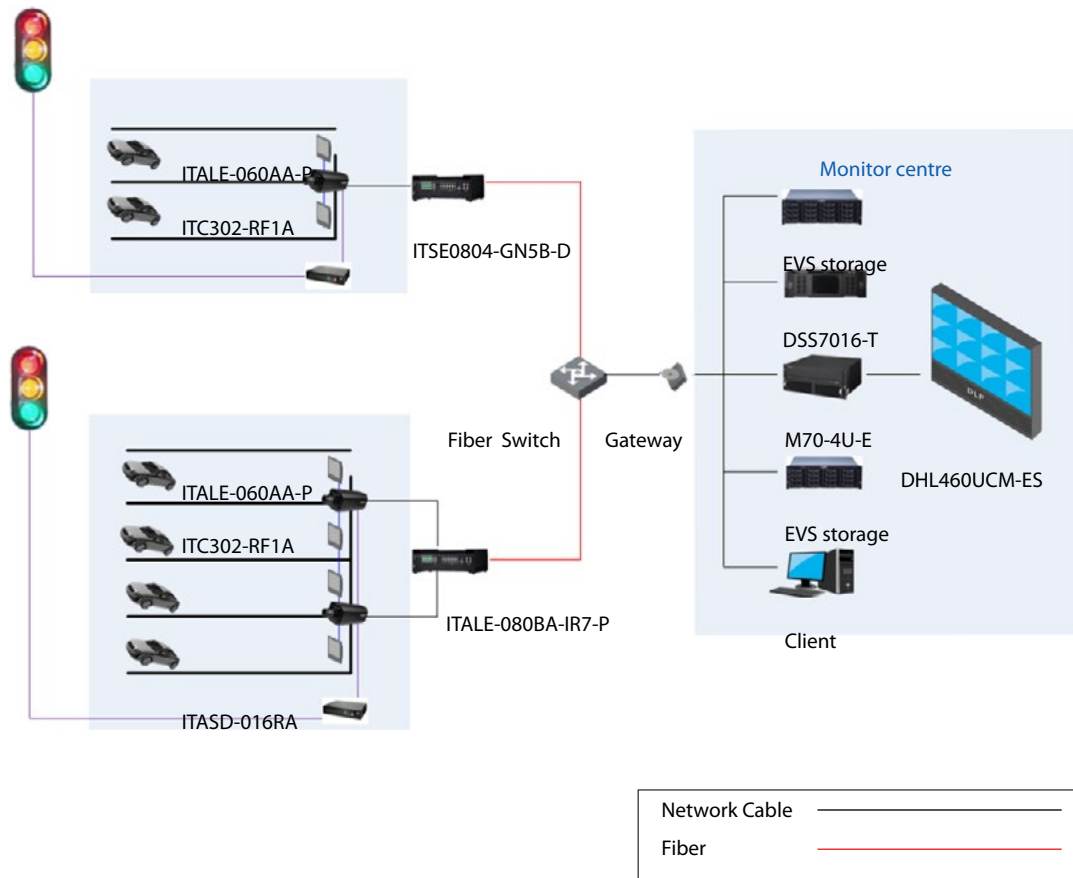 ITALE-060AA-P
ITC302-RF1A
ITSE0804-GN5B-D
Monitor centre
EVS storage
DSS7016-T
M70-4U-E
DLP
DHL460UCM-ES
EVS storage
Client
Fiber Switch
Gateway
ITALE-060AA-P
ITC302-RF1A
ITALE-080BA-IR7-P
ITASD-016RA
Network Cable
Fiber